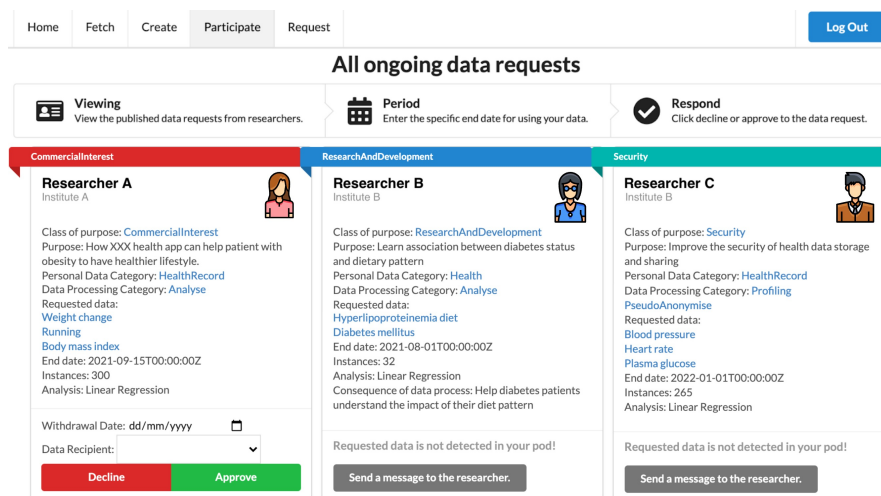 Home Fetch Create Participate Request Log Out
All ongoing data requests
Viewing
View the published data requests from researchers.
Period
Enter the specific end date for using your data.
Respond
Click decline or approve to the data request.
CommercialInterest
Researcher A
Institute A
Class of purpose: CommercialInterest
Purpose: How XXX health app can help patient with
obesity to have healthier lifestyle.
Personal Data Category: HealthRecord
Data Processing Category: Analyse
Requested data:
Weight change
Running
Body mass index
End date: 2021-09-15T00:00:00Z
Instances: 300
Analysis: Linear Regression
Withdrawal Date: dd/mm/yyyy
Data Recipient:
Decline Approve
ResearchAndDevelopment
Researcher B
Institute B
Class of purpose: ResearchAndDevelopment
Purpose: Learn association between diabetes status
and dietary pattern
Personal Data Category: Health
Data Processing Category: Analyse
Requested data:
Hyperlipoproteinemia diet
Diabetes mellitus
End date: 2021-08-01T00:00:00Z
Instances: 32
Analysis: Linear Regression
Consequence of data process: Help diabetes patients
understand the impact of their diet pattern
Requested data is not detected in your pod!
Send a message to the researcher.
Security
Researcher C
Institute B
Class of purpose: Security
Purpose: Improve the security of health data storage
and sharing
Personal Data Category: HealthRecord
Data Processing Category: Profiling
PseudoAnonymise
Requested data:
Blood pressure
Heart rate
Plasma glucose
End date: 2022-01-01T00:00:00Z
Instances: 265
Analysis: Linear Regression
Requested data is not detected in your pod!
Send a message to the researcher.